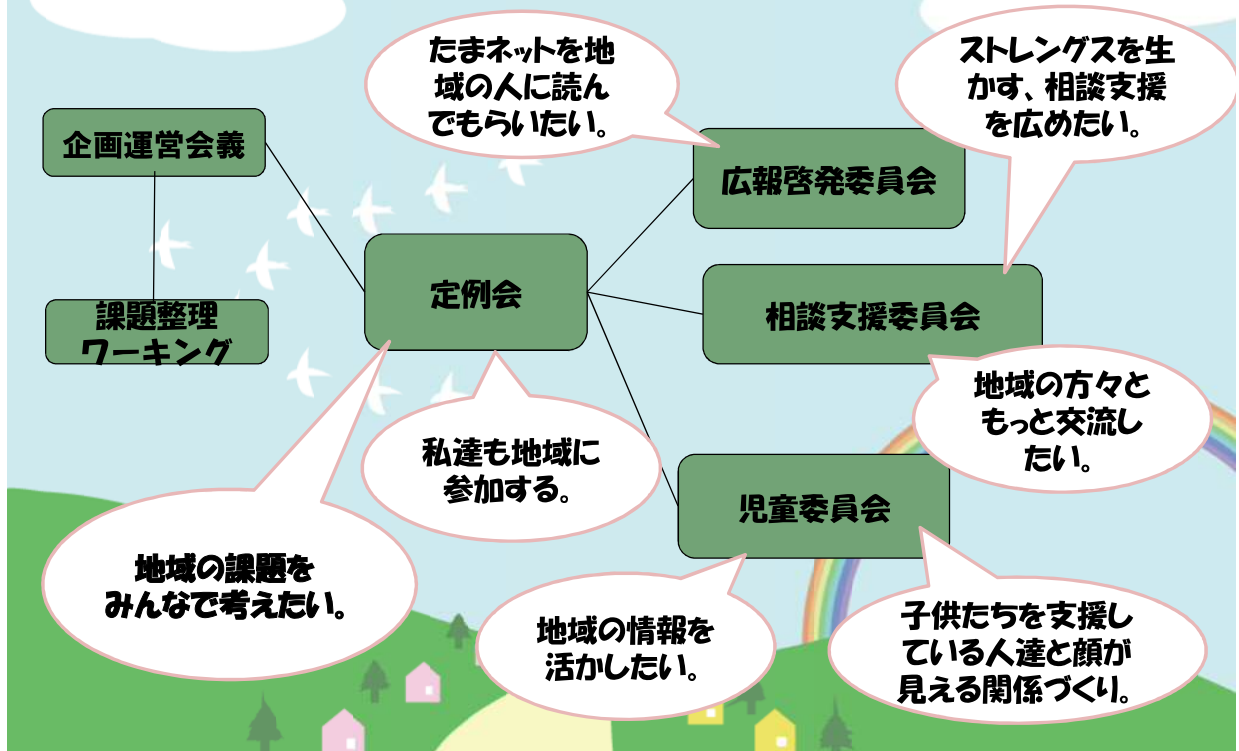 たまネットを地
域の人に読ん
でもらいたい。
ストレングスを生
かす、相談支援
を広めたい。
企画運営会議
広報啓発委員会
定例会
課題整理
ワーキング
相談支援委員会
地域の方々と
もっと交流し
たい。
私達も地域に
参加する。
児童委員会
地域の課題を
みんなで考えたい。
地域の情報を
活かしたい。
子供たちを支援し
ている人達と顔が
見える関係づくり。